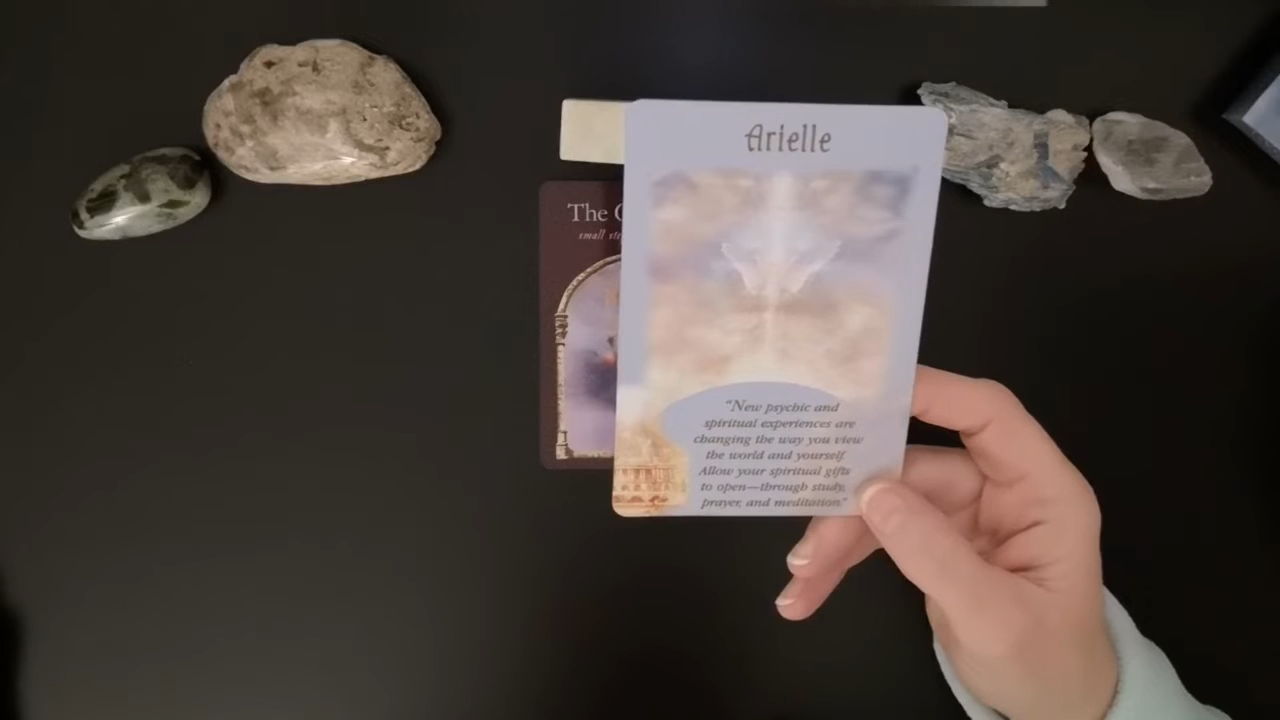 Arielle
The
small
"New psychic and
spiritual experiences are
changing the way you view
the world and yourself.
Allow your spiritual gifts
to open—through study,
prayer, and meditation."